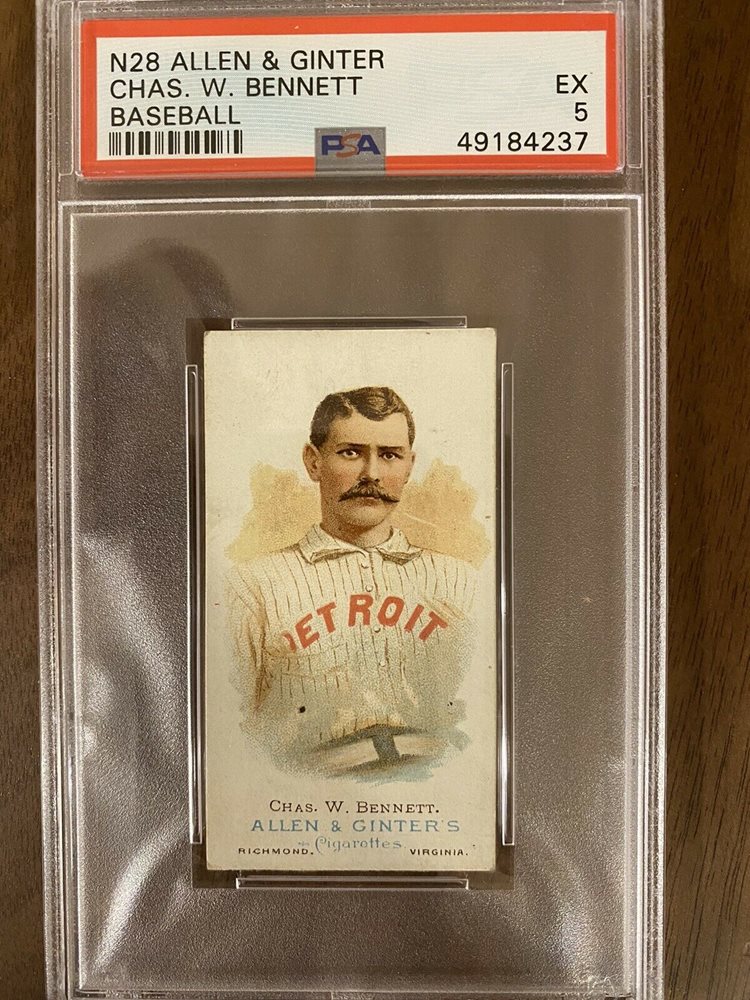 N28 ALLEN & GINTER
CHAS. W. BENNETT EX
BASEBALL 5
PSA 49184237
DETROIT
CHAS. W. BENNETT.
ALLEN & GINTER'S
Cigarettes
RICHMOND. VIRGINIA.